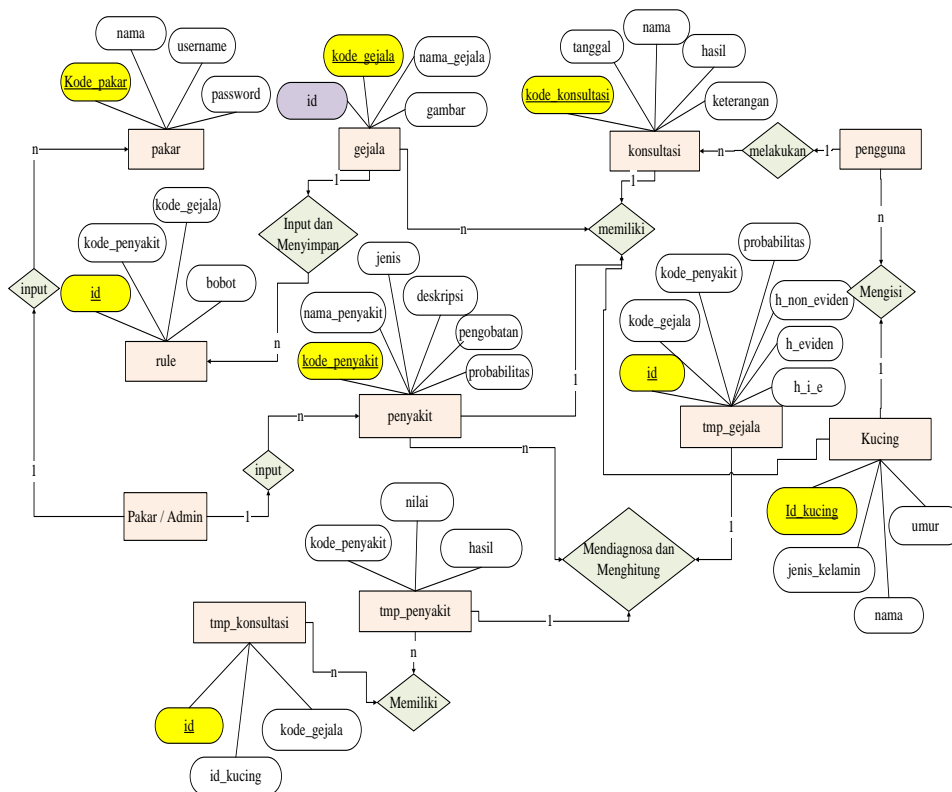 nama
username
Kode_pakar
password
pakar
kode_gejala
nama_gejala
id
gambar
gejala
nama
tanggal
hasil
kode_konsultasi
keterangan
konsultasi
n
melakukan
1
pengguna
n
1
n
1
n
kode_gejala
kode_penyakit
id
bobot
rule
input
Input dan
Menyimpan
n
memiliki
jenis
deskripsi
nama_penyakit
pengobatan
kode_penyakit
probabilitas
penyakit
1
probabilitas
kode_penyakit
h_non_eviden
kode_gejala
h_eviden
id
h_i_e
tmp_gejala
Mengisi
1
Kucing
n
n
1
input
Pakar / Admin
1
1
Id_kucing
umur
jenis_kelamin
nama
nilai
kode_penyakit
hasil
tmp_penyakit
1
Mendiagnosa dan
Menghitung
tmp_konsultasi
n
n
Memiliki
id
kode_gejala
id_kucing